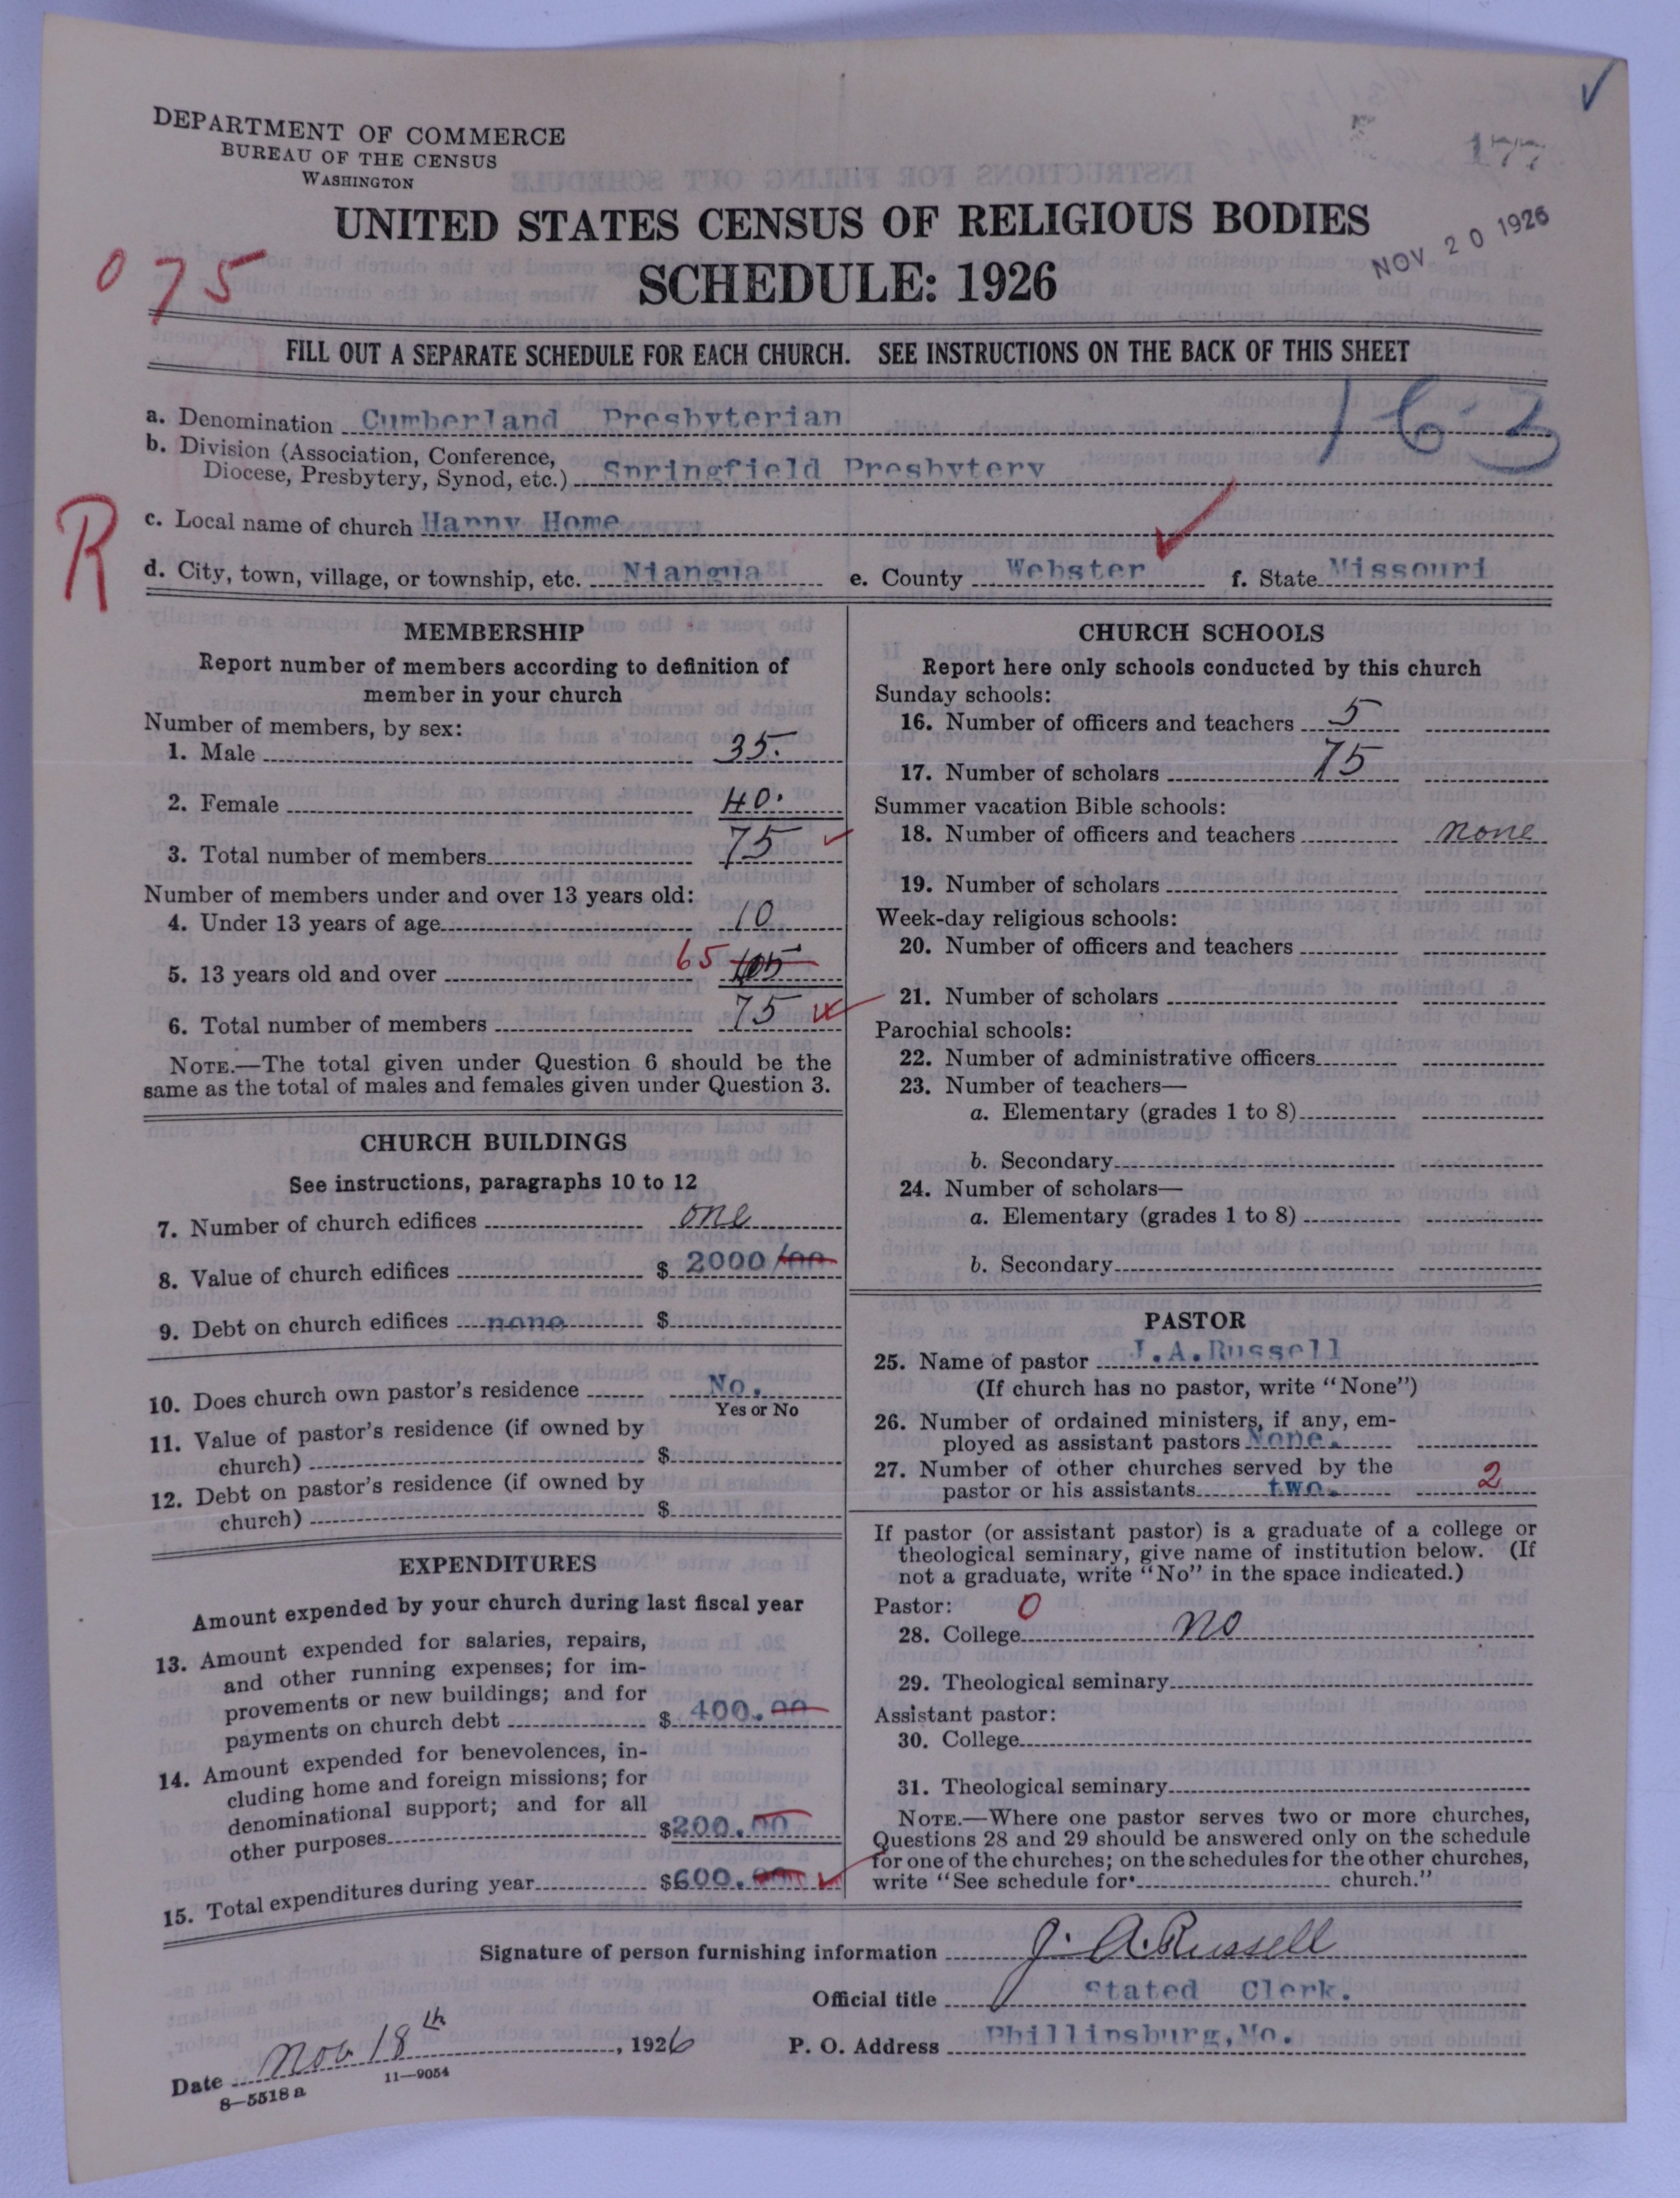 DEPARTMENT OF COMMERCE
BUREAU OF THE CENSUS
WASHINGTON
177
UNITED STATES CENSUS OF RELIGIOUS BODIES
NOV 20 1926
SCHEDULE: 1926
075
FILL OUT A SEPARATE SCHEDULE FOR EACH CHURCH. SEE INSTRUCTIONS ON THE BACK OF THIS SHEET
a. Denomination Cumberland Presbyterian
163
b. Division (Association, Conference,
Diocese, Presbytery, Synod, etc.) Springfield Presbytery
R
c. Local name of church Happy Home
d. City, town, village, or township, etc. Niangua e. County Webster f. State Missouri
MEMBERSHIP
Report number of members according to definition of
member in your church
Number of members, by sex:
1. Male 35.
2. Female 40.
3. Total number of members 75
Number of members under and over 13 years old:
4. Under 13 years of age 10
5. 13 years old and over 65
6. Total number of members 75
NOTE.—The total given under Question 6 should be the
same as the total of males and females given under Question 3.
CHURCH BUILDINGS
See instructions, paragraphs 10 to 12
7. Number of church edifices one
8. Value of church edifices $ 2000/00
9. Debt on church edifices none $
10. Does church own pastor's residence No.
Yes or No
11. Value of pastor's residence (if owned by
church) $
12. Debt on pastor's residence (if owned by
church) $
EXPENDITURES
Amount expended by your church during last fiscal year
13. Amount expended for salaries, repairs,
and other running expenses; for im-
provements or new buildings; and for
payments on church debt $ 400.00
14. Amount expended for benevolences, in-
cluding home and foreign missions; for
denominational support; and for all
other purposes $200.00
15. Total expenditures during year $600.00
CHURCH SCHOOLS
Report here only schools conducted by this church
Sunday schools:
16. Number of officers and teachers 5
17. Number of scholars 75
Summer vacation Bible schools:
18. Number of officers and teachers none
19. Number of scholars
Week-day religious schools:
20. Number of officers and teachers
21. Number of scholars
Parochial schools:
22. Number of administrative officers
23. Number of teachers—
a. Elementary (grades 1 to 8)
b. Secondary
24. Number of scholars—
a. Elementary (grades 1 to 8)
b. Secondary
PASTOR
25. Name of pastor J.A.Russell
(If church has no pastor, write "None")
26. Number of ordained ministers, if any, em-
ployed as assistant pastors None.
27. Number of other churches served by the
pastor or his assistants two. 2
If pastor (or assistant pastor) is a graduate of a college or
theological seminary, give name of institution below. (If
not a graduate, write "No" in the space indicated.)
Pastor: 0
28. College no
29. Theological seminary
Assistant pastor:
30. College
31. Theological seminary
NOTE.—Where one pastor serves two or more churches,
Questions 28 and 29 should be answered only on the schedule
for one of the churches; on the schedules for the other churches,
write "See schedule for church."
Signature of person furnishing information J. A. Russell
Official title Stated Clerk.
Date Nov 18th, 1926 P. O. Address Phillipsburg,Mo.
8—5518 a 11—9054